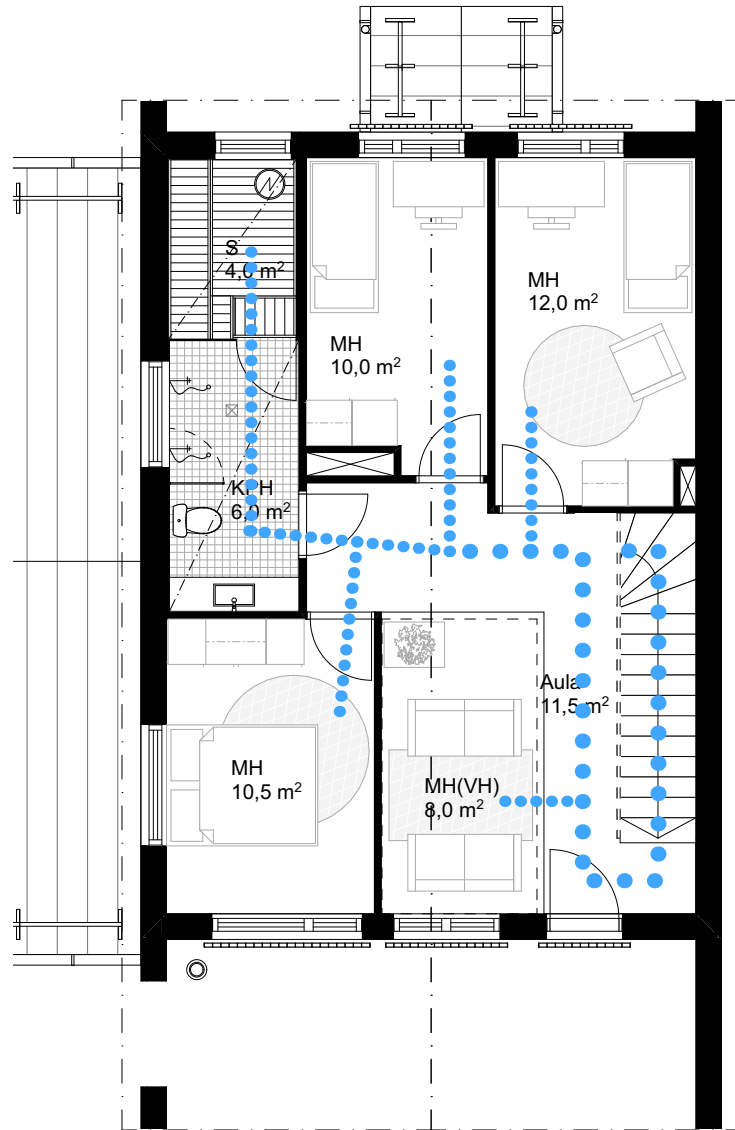 S
4,0 m²
MH
12,0 m²
MH
10,0 m²
KPH
6,0 m²
Aula
11,5 m²
MH
10,5 m²
MH(VH)
8,0 m²